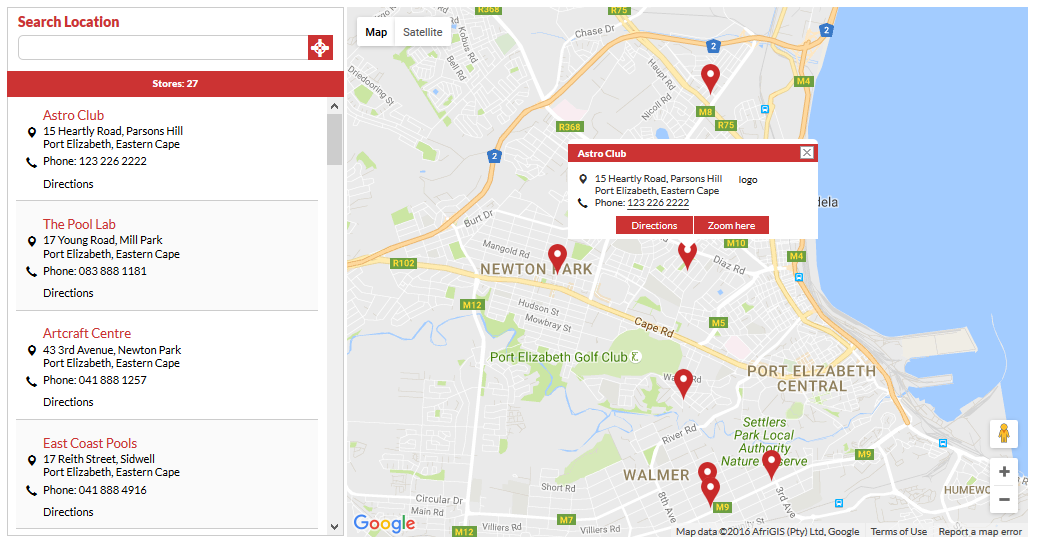 Search Location
Stores: 27
Astro Club
15 Heartly Road, Parsons Hill
Port Elizabeth, Eastern Cape
Phone: 123 226 2222
Directions
The Pool Lab
17 Young Road, Mill Park
Port Elizabeth, Eastern Cape
Phone: 083 888 1181
Directions
Artcraft Centre
43 3rd Avenue, Newton Park
Port Elizabeth, Eastern Cape
Phone: 041 888 1257
Directions
East Coast Pools
17 Reith Street, Sidwell
Port Elizabeth, Eastern Cape
Phone: 041 888 4916
Directions
Map Satellite
R368
Chase Dr
2
2
Kobus Rd
Bell Rd
Driedooring St
Haupt Rd
M4
Nicoll Rd
M8
R368
R75
2
Astro Club
15 Heartly Road, Parsons Hill
Port Elizabeth, Eastern Cape
logo
Phone: 123 226 2222
Directions
Zoom here
dela
Burt Dr
Mangold Rd
M10
Diaz Rd
M4
R102
NEWTON PARK
M12
Hudson St
Mowbray St
Cape Rd
M5
Port Elizabeth Golf Club
PORT ELIZABETH
CENTRAL
Settlers
Park Local
Authority
Nature Reserve
River Rd
M9
WALMER
Short Rd
8th Ave
3rd Ave
HUMEWO
Circular Dr
M9
M7
Villiers Rd
Villiers Rd
M12
Main Rd
Google
Map data ©2016 AfriGIS (Pty) Ltd, Google
Terms of Use
Report a map error